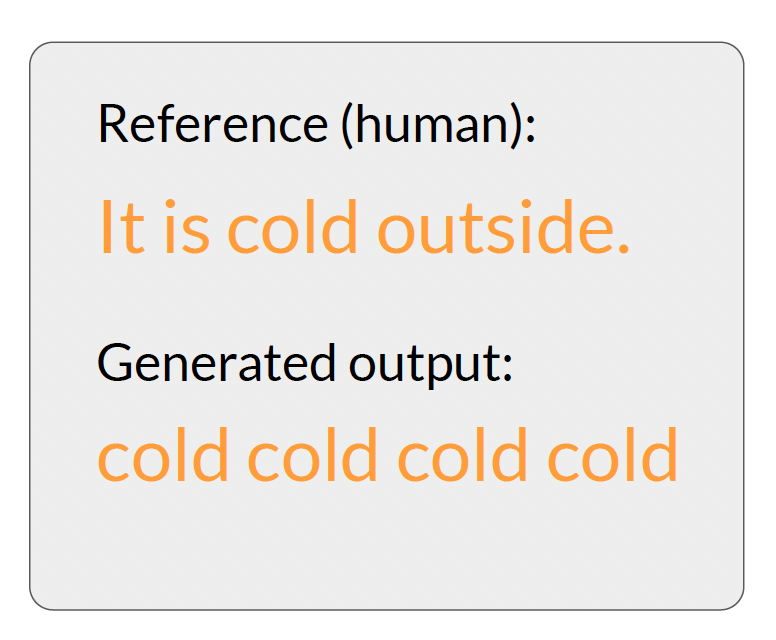 Reference (human):
It is cold outside.
Generated output:
cold cold cold cold